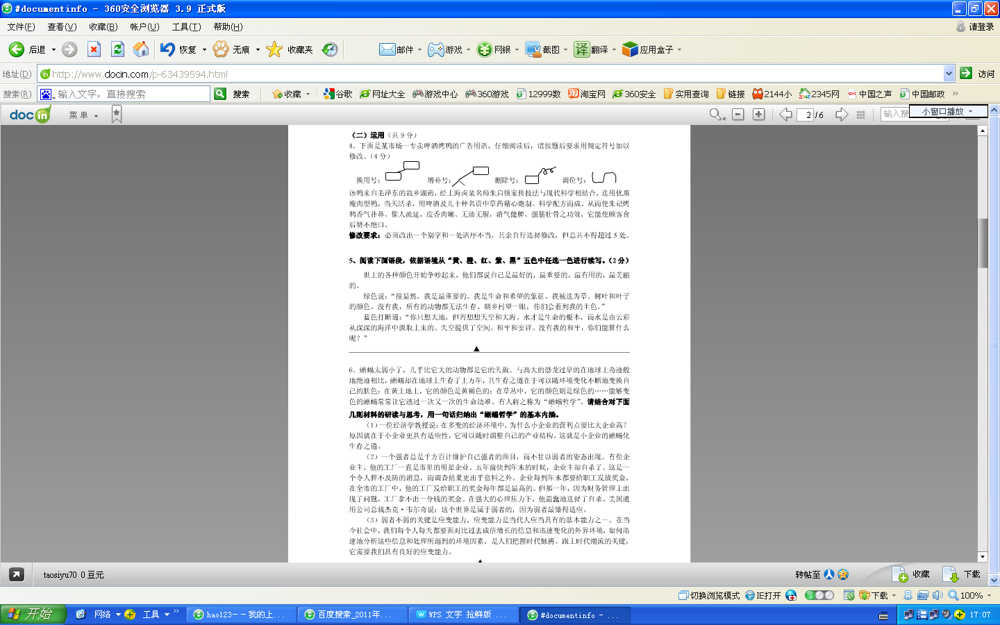 #documentinfo - 360安全浏览器 3.9 正式版
文件(F) 查看(V) 收藏(B) 帐户(U) 工具(T) 帮助(H) 请登录
后退 恢复 无痕 收藏夹 邮件 游戏 网银 截图 翻译 应用盒子
地址(D) http://www.docin.com/p-63439594.html 访问
搜索(R) 输入文字，直接搜索 搜索 收藏 谷歌 网址大全 游戏中心 360游戏 12999数 淘宝网 360安全 实用查询 链接 2144小 2345网 中国之声 中国邮政
docin 菜单 2 / 6 输入搜 小窗口播放
（二）运用（共 9 分）
4、下面是某市场一专卖啤酒烤鸭的广告用语，仔细阅读后，请按题后要求用规定符号加以
修改。（4 分）
换用号： 增补号： 删除号： 调位号：
该鸭来自毛泽东的故乡湖南，经上海卤菜名师朱启镇家传技法与现代科学相结合，选用优质
瘦肉型鸭，当天活杀，用啤酒及几十种名贵中草药精心炮制、科学配方而成。从而使朱记烤
鸭香气扑鼻、催人流延，皮香肉嫩、无油无腥，消气健脾、强筋壮骨之功效，它能使顾客食
后赞不绝口。
修改要求：必须改出一个别字和一处语序不当，其余自行选择修改，但总共不得超过 5 处。
5、阅读下面语段，依据语境从“黄、橙、红、紫、黑”五色中任选一色进行续写。（2 分）
世上的各种颜色开始争吵起来，他们都说自己是最好的，最重要的，最有用的，最美丽
的。
绿色说：“很显然，我是最重要的。我是生命和希望的象征。我被选为草、树叶和叶子
的颜色。没有我，所有的动物都无法生存。朝乡村望一眼，你们会看到我的主色。”
蓝色打断道：“你只想大地，但再想想天空和大海。水才是生命的根本，而水是由云彩
从深深的海洋中汲取上来的。天空提供了空间、和平和安详。没有我的和平，你们能算什么
呢？”
▲
6、蜥蜴太弱小了，几乎比它大的动物都是它的天敌。与高大的恐龙过早的在地球上奇迹般
地绝迹相比，蜥蜴却在地球上生存了上万年，其生存之道在于可以随环境变化不断地变换自
己的肤色：在黄土地上，它的颜色是黄褐色的；在草丛中，它的颜色则是绿色的……能够变
色的蜥蜴常常让它逃过一次又一次的生命劫难。有人将之称为“蜥蜴哲学”。请结合对下面
几则材料的研读与思考，用一句话归纳出“蜥蜴哲学”的基本内涵。
（1）一位经济学教授说：在多变的经济环境中，为什么小企业的营利点要比大企业高？
原因就在于小企业更具有适应性，它可以随时调整自己的产业结构。这就是小企业的蜥蜴化
生存之道。
（2）一个强者总是千方百计维护自己强者的面目，而不甘以弱者的姿态出现。有位企
业主，他的工厂一直是市里的明星企业。五年前快到年末的时候，企业主却自杀了。这是一
个令人猝不及防的消息，而调查结果更出乎意料之外。企业每到年末都要给职工发放奖金，
在全市的工厂中，他的工厂发给职工的奖金每年都是最高的。但那一年，因为财务管理上出
现了问题，工厂拿不出一分钱的奖金。在强大的心理压力下，他愚蠢地选择了自杀。美国通
用公司总裁杰克·韦尔奇说：这个世界是属于弱者的，因为弱者最懂得适应。
（3）弱者不弱的关键是应变能力，应变能力是当代人应当具有的基本能力之一。在当
今社会中，我们每个人每天都要面对比过去成倍增长的信息和迅速变化的外界环境，如何迅
速地分析这些信息和处理所遇到的环境因素，是人们把握时代脉搏、跟上时代潮流的关键，
它需要我们具有良好的应变能力。
taosiyu70 0 豆元 转帖至 收藏 下载
切换浏览模式 IE打开 下载 100%
开始 网络 工具 hao123--我的上... 百度搜索_2011年... WPS 文字 抢鲜版 ... #documentinfo - ... 17:07